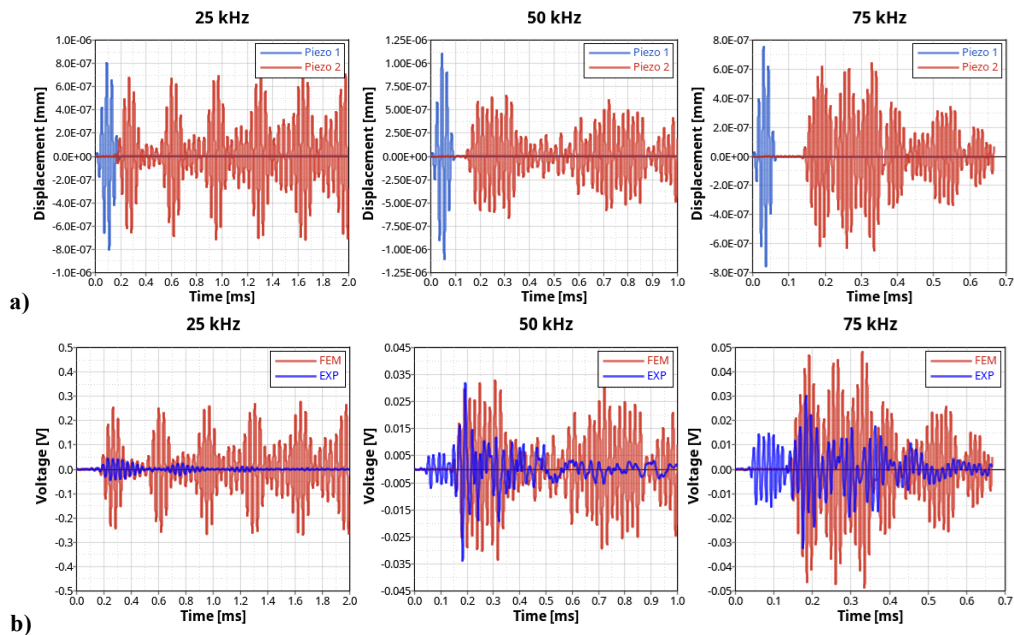 25 kHz
50 kHz
75 kHz
Displacement [mm]
1.0E-06
8.0E-07
6.0E-07
4.0E-07
2.0E-07
0.0E+00
-2.0E-07
-4.0E-07
-6.0E-07
-8.0E-07
-1.0E-06
Piezo 1
Piezo 2
0.0 0.2 0.4 0.6 0.8 1.0 1.2 1.4 1.6 1.8 2.0
Time [ms]
Displacement [mm]
1.25E-06
1.00E-06
7.50E-07
5.00E-07
2.50E-07
0.00E+00
-2.50E-07
-5.00E-07
-7.50E-07
-1.00E-06
-1.25E-06
Piezo 1
Piezo 2
0.0 0.1 0.2 0.3 0.4 0.5 0.6 0.7 0.8 0.9 1.0
Time [ms]
Displacement [mm]
8.0E-07
6.0E-07
4.0E-07
2.0E-07
0.0E+00
-2.0E-07
-4.0E-07
-6.0E-07
-8.0E-07
Piezo 1
Piezo 2
0.0 0.1 0.2 0.3 0.4 0.5 0.6 0.7
Time [ms]
a)
25 kHz
50 kHz
75 kHz
Voltage [V]
0.5
0.4
0.3
0.2
0.1
0.0
-0.1
-0.2
-0.3
-0.4
-0.5
FEM
EXP
0.0 0.2 0.4 0.6 0.8 1.0 1.2 1.4 1.6 1.8 2.0
Time [ms]
Voltage [V]
0.045
0.035
0.025
0.015
0.005
-0.005
-0.015
-0.025
-0.035
-0.045
FEM
EXP
0.0 0.1 0.2 0.3 0.4 0.5 0.6 0.7 0.8 0.9 1.0
Time [ms]
Voltage [V]
0.05
0.04
0.03
0.02
0.01
0.00
-0.01
-0.02
-0.03
-0.04
-0.05
FEM
EXP
0.0 0.1 0.2 0.3 0.4 0.5 0.6 0.7
Time [ms]
b)